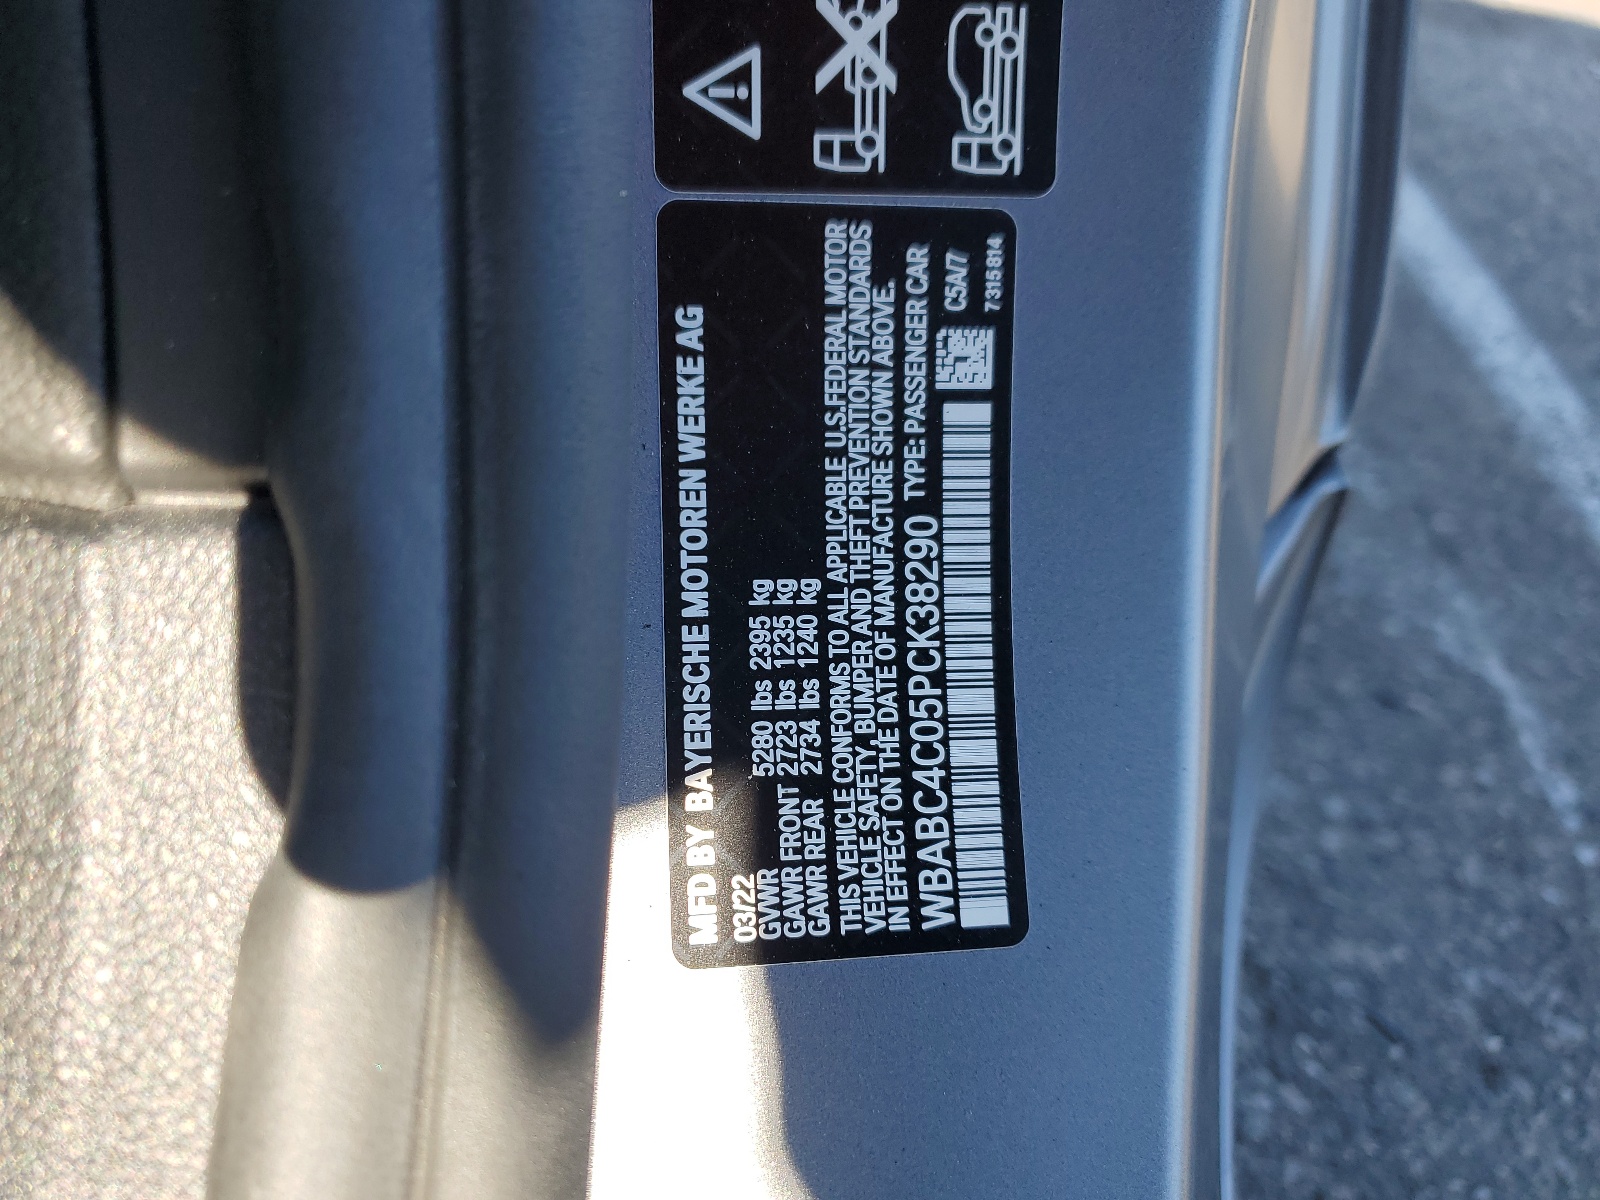 MFD BY BAYERISCHE MOTOREN WERKE AG
03/22
GVWR 5280 lbs 2395 kg
GAWR FRONT 2723 lbs 1235 kg
GAWR REAR 2734 lbs 1240 kg
THIS VEHICLE CONFORMS TO ALL APPLICABLE U.S.FEDERAL MOTOR
VEHICLE SAFETY, BUMPER AND THEFT PREVENTION STANDARDS
IN EFFECT ON THE DATE OF MANUFACTURE SHOWN ABOVE.
WBABC4C05PCK38290 TYPE: PASSENGER CAR
C5A/7
7315814